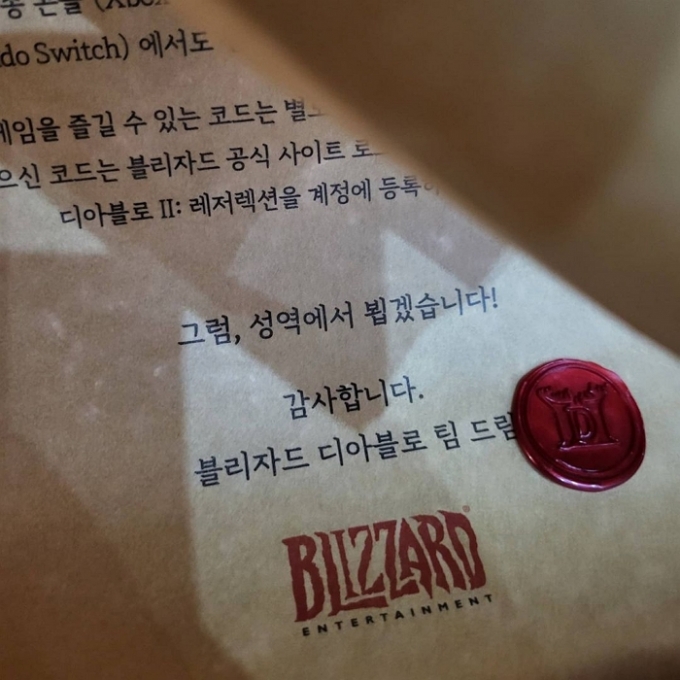 콘솔 (Xbox
do Switch) 에서도
게임을 즐길 수 있는 코드는 별
으신 코드는 블리자드 공식 사이트
디아블로 II: 레저렉션을 계정에 등록
그럼, 성역에서 뵙겠습니다!
감사합니다.
블리자드 디아블로 팀 드림
BLIZZARD
ENTERTAINMENT
D